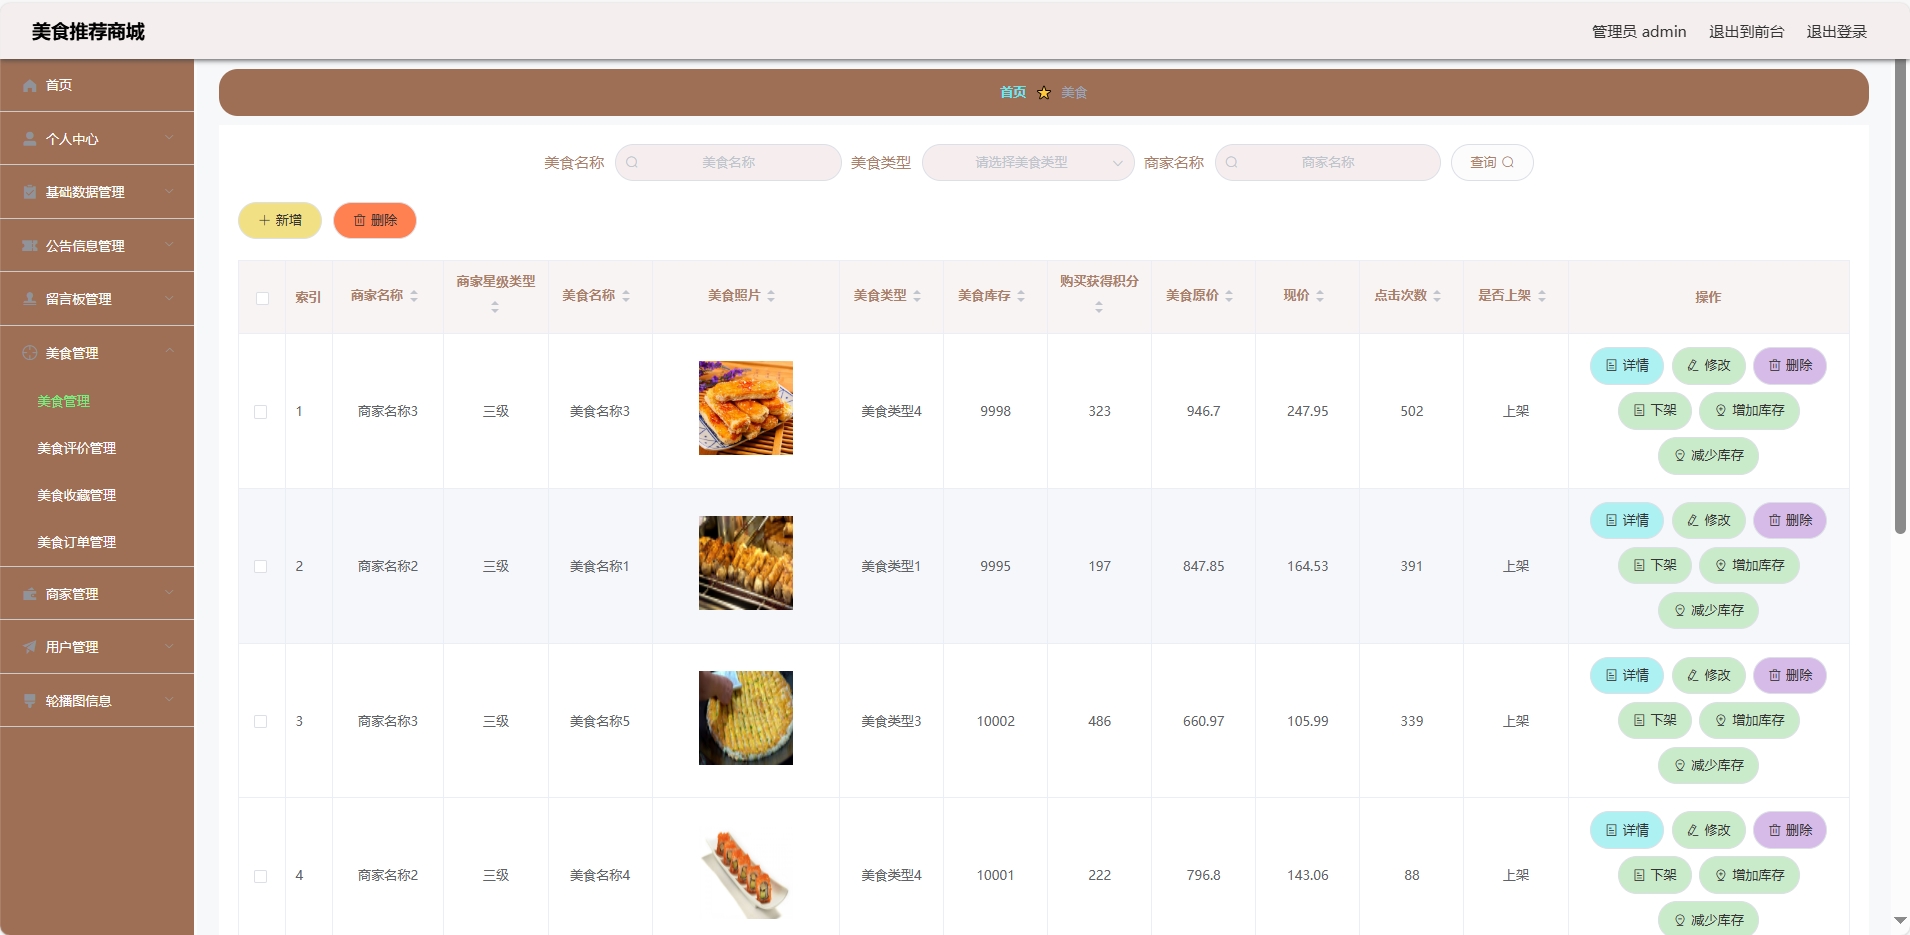 美食推荐商城
管理员 admin 退出到前台 退出登录
首页
个人中心
基础数据管理
公告信息管理
留言板管理
美食管理
美食管理
美食评价管理
美食收藏管理
美食订单管理
商家管理
用户管理
轮播图信息
首页 美食
美食名称 美食名称 美食类型 请选择美食类型 商家名称 商家名称 查询
新增 删除
索引 商家名称 商家星级类型 美食名称 美食照片 美食类型 美食库存 购买获得积分 美食原价 现价 点击次数 是否上架 操作
1 商家名称3 三级 美食名称3 美食类型4 9998 323 946.7 247.95 502 上架
详情 修改 删除
下架 增加库存
减少库存
2 商家名称2 三级 美食名称1 美食类型1 9995 197 847.85 164.53 391 上架
详情 修改 删除
下架 增加库存
减少库存
3 商家名称3 三级 美食名称5 美食类型3 10002 486 660.97 105.99 339 上架
详情 修改 删除
下架 增加库存
减少库存
4 商家名称2 三级 美食名称4 美食类型4 10001 222 796.8 143.06 88 上架
详情 修改 删除
下架 增加库存
减少库存